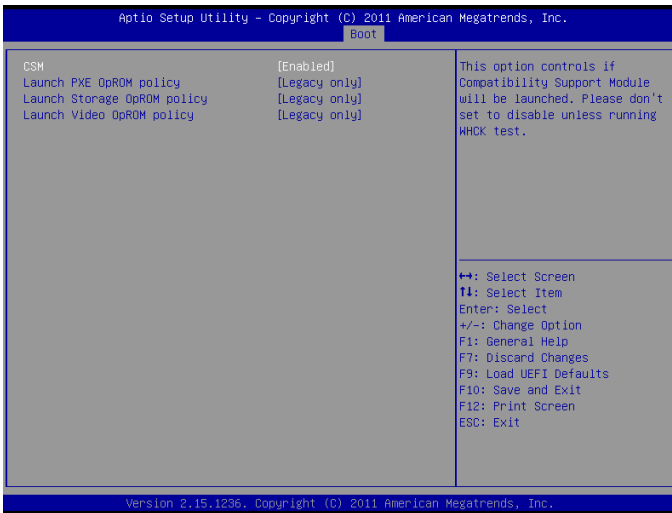 Aptio Setup Utility – Copyright (C) 2011 American Megatrends, Inc.
Boot
CSM [Enabled]
Launch PXE OpROM policy [Legacy only]
Launch Storage OpROM policy [Legacy only]
Launch Video OpROM policy [Legacy only]
This option controls if
Compatibility Support Module
will be launched. Please don't
set to disable unless running
WHCK test.
↔: Select Screen
↑↓: Select Item
Enter: Select
+/-: Change Option
F1: General Help
F7: Discard Changes
F9: Load UEFI Defaults
F10: Save and Exit
F12: Print Screen
ESC: Exit
Version 2.15.1236. Copyright (C) 2011 American Megatrends, Inc.